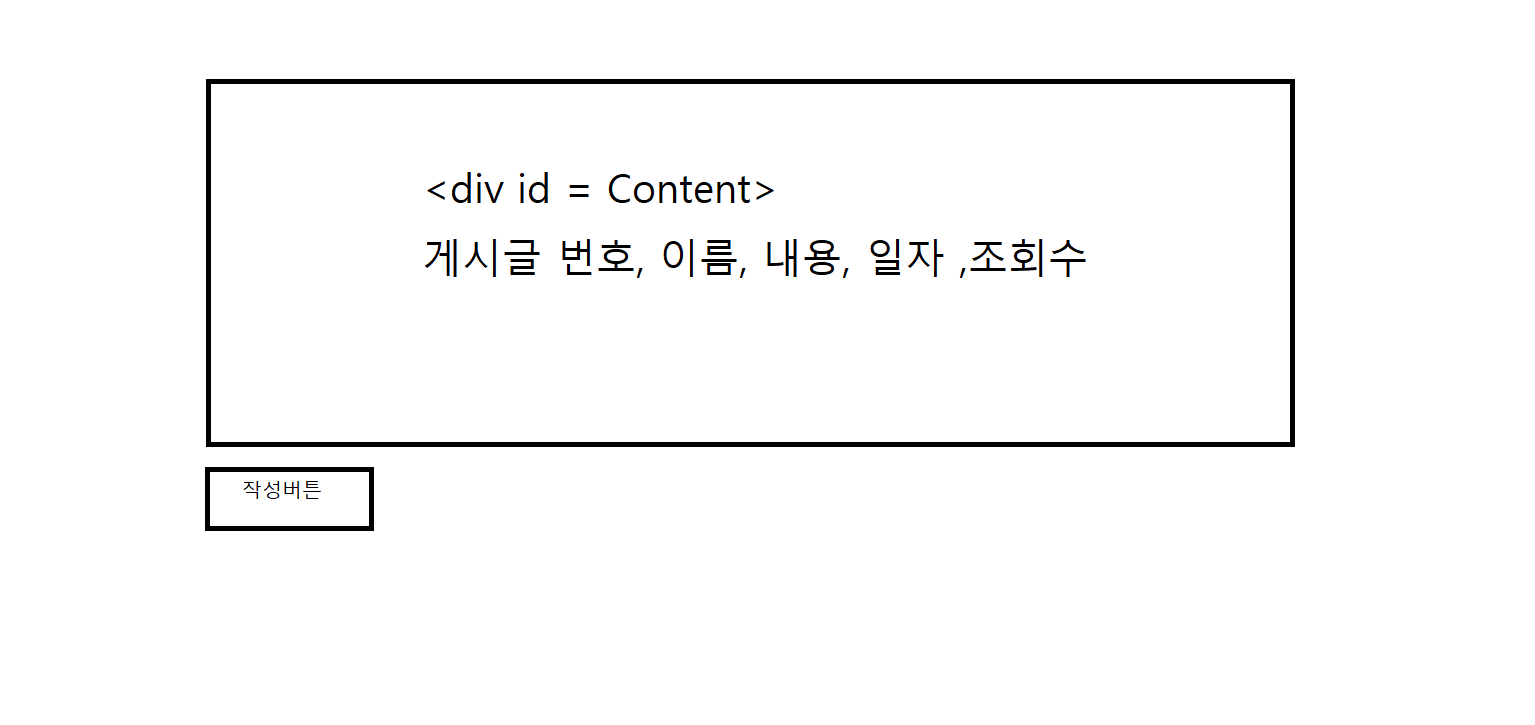 <div id = Content>
게시글 번호, 이름, 내용, 일자 ,조회수
작성버튼